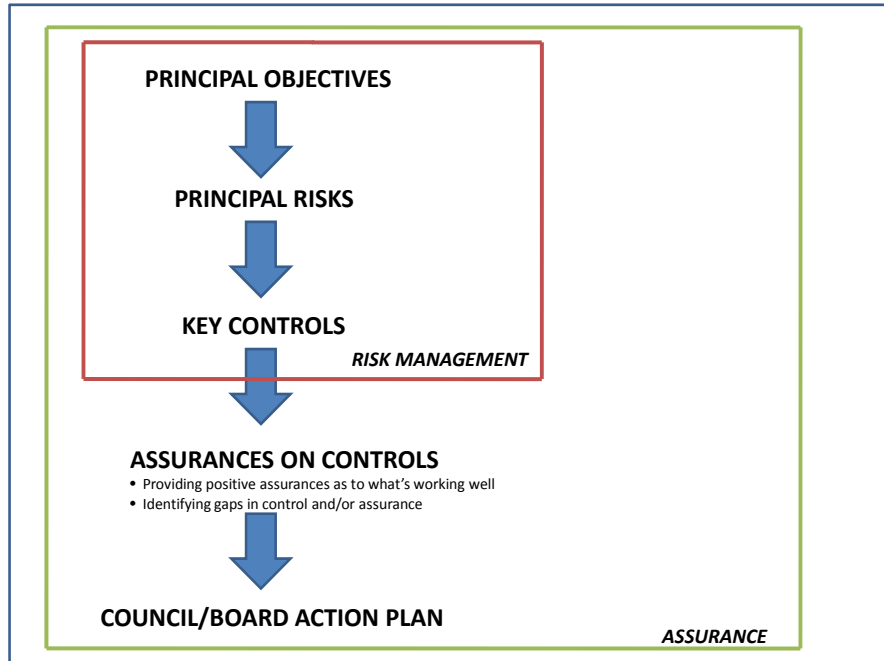 PRINCIPAL OBJECTIVES
PRINCIPAL RISKS
KEY CONTROLS
RISK MANAGEMENT
ASSURANCES ON CONTROLS
• Providing positive assurances as to what’s working well
• Identifying gaps in control and/or assurance
COUNCIL/BOARD ACTION PLAN
ASSURANCE